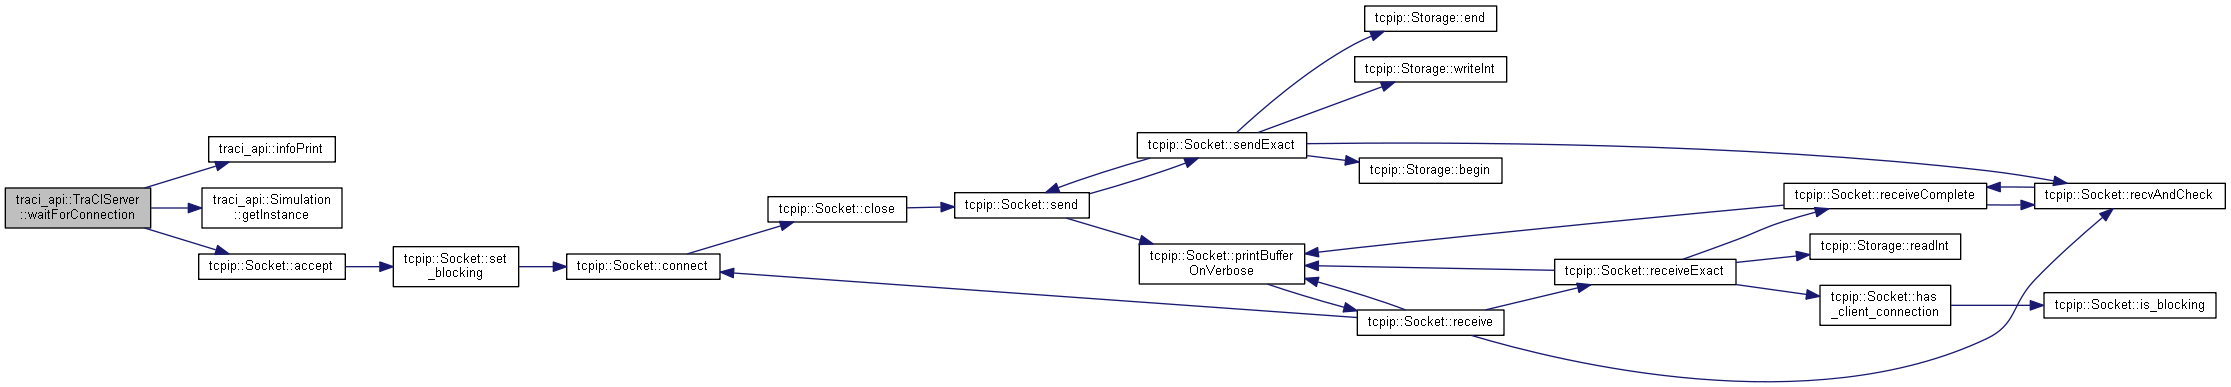 traci_api::TraCIServer
::waitForConnection
traci_api::infoPrint
traci_api::Simulation
::getInstance
tcpip::Socket::accept
tcpip::Socket::set
_blocking
tcpip::Socket::connect
tcpip::Socket::close
tcpip::Socket::send
tcpip::Socket::sendExact
tcpip::Socket::printBuffer
OnVerbose
tcpip::Storage::end
tcpip::Storage::writeInt
tcpip::Storage::begin
tcpip::Socket::receive
tcpip::Socket::receiveExact
tcpip::Socket::receiveComplete
tcpip::Storage::readInt
tcpip::Socket::has
_client_connection
tcpip::Socket::recvAndCheck
tcpip::Socket::is_blocking